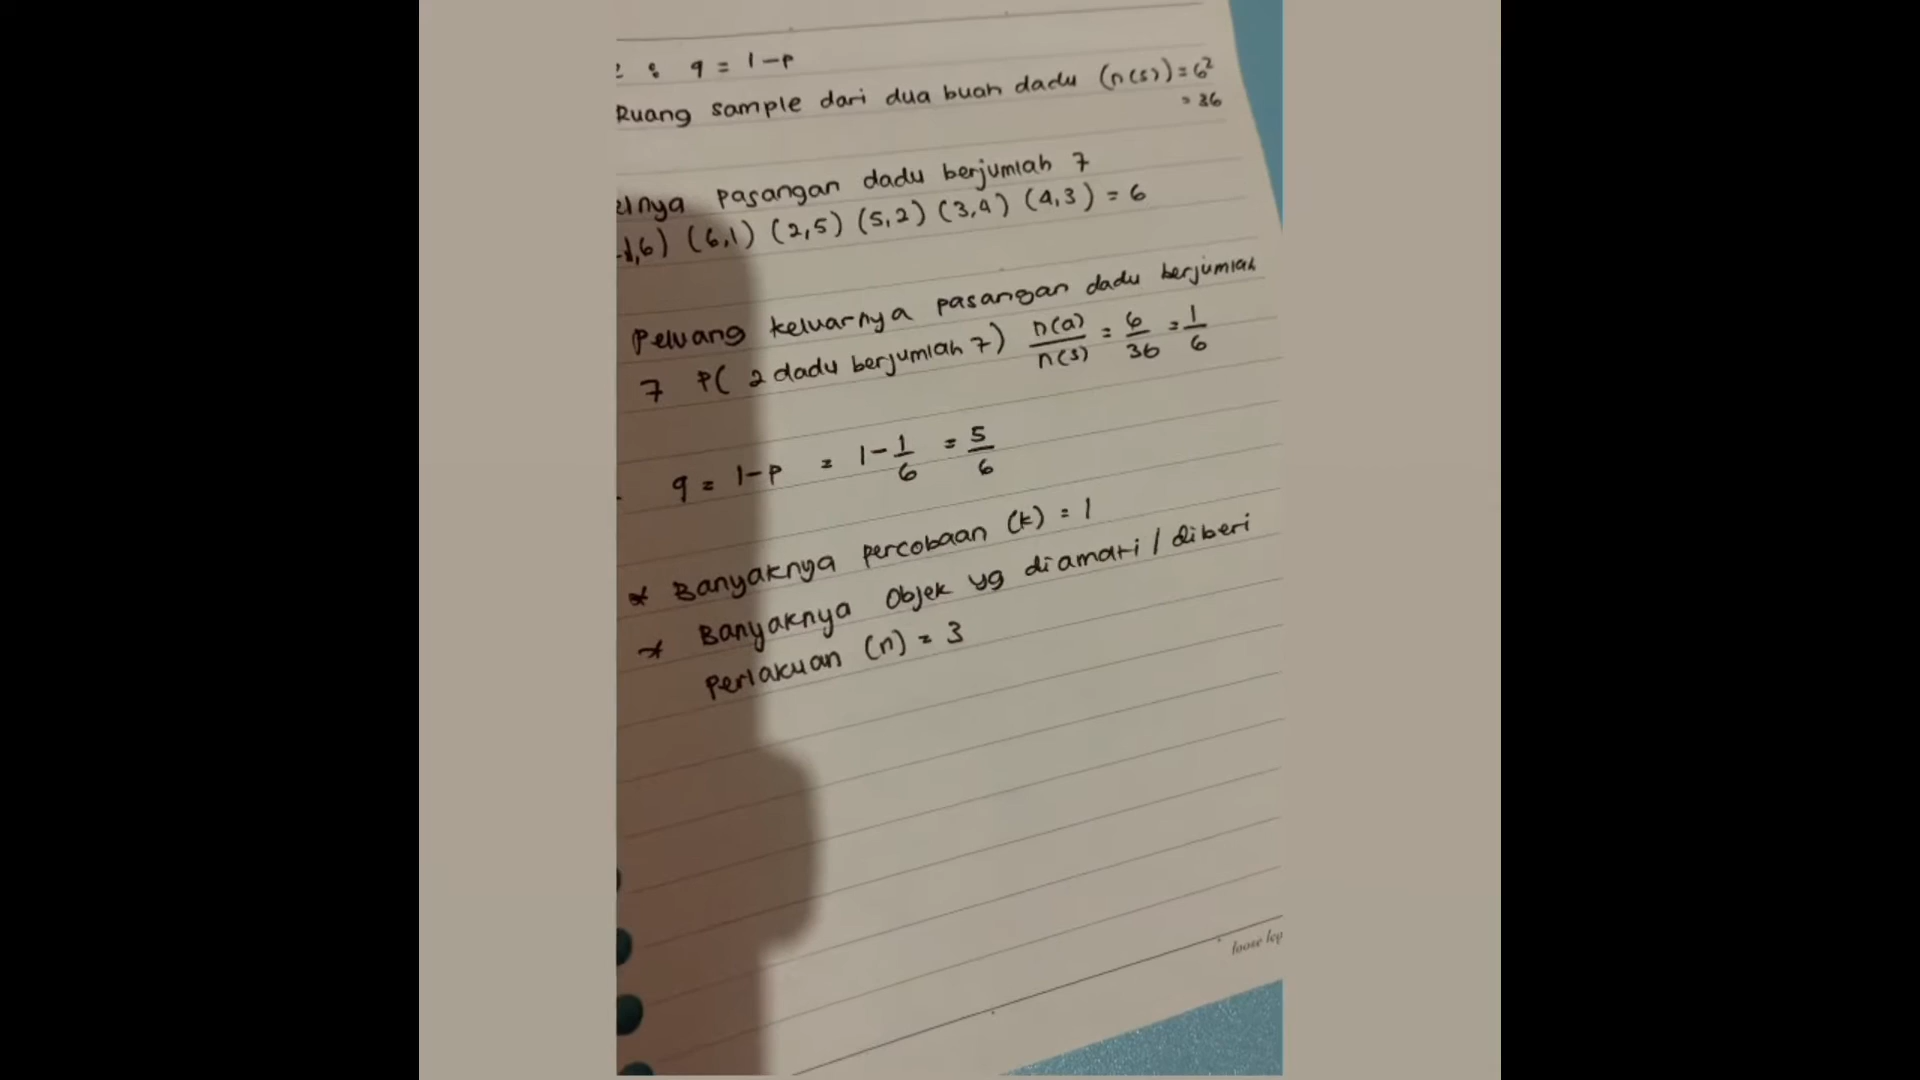 : q = 1-p
Ruang sample dari dua buah dadu (n(s)) = 6²
= 36
pasangan dadu berjumlah 7
(6,1) (2,5) (5,2) (3,4) (4,3) = 6
Peluang keluarnya pasangan dadu berjumlah
7 P( 2 dadu berjumlah 7) n(a)/n(s) = 6/36 = 1/6
q = 1-p = 1-1/6 = 5/6
* Banyaknya percobaan (k) = 1
* Banyaknya Objek yg diamati / diberi
Perlakuan (n) = 3